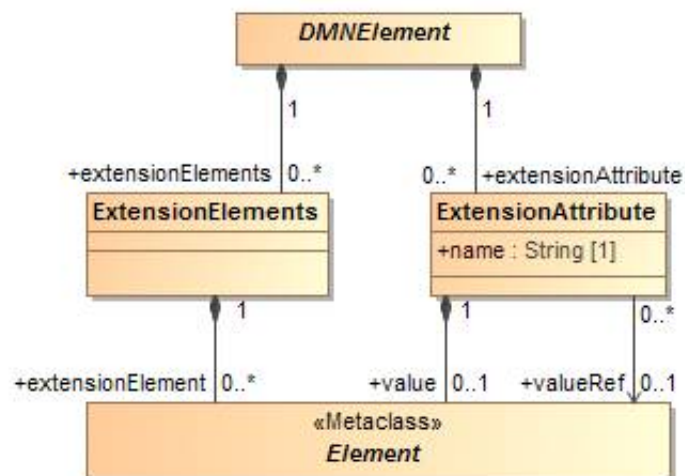 DMNElement
1
1
+extensionElements 0..*
0..* +extensionAttribute
ExtensionElements
ExtensionAttribute
+name : String [1]
1
1
0..*
+extensionElement 0..*
+value 0..1
+valueRef 0..1
«Metaclass»
Element